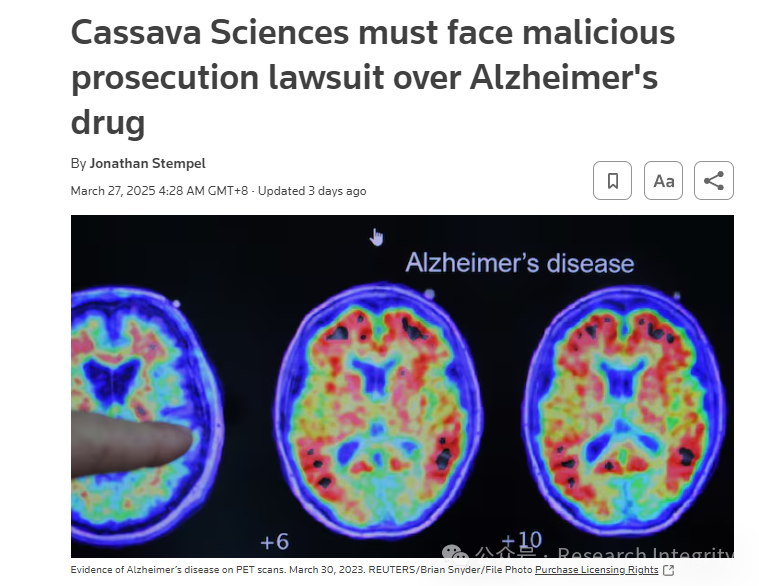 Cassava Sciences must face malicious
prosecution lawsuit over Alzheimer's
drug
By Jonathan Stempel
March 27, 2025 4:28 AM GMT+8 · Updated 3 days ago
Aa
Alzheimer's disease
+6
+10
公众号 · Research Integrity
Evidence of Alzheimer's disease on PET scans. March 30, 2023. REUTERS/Brian Snyder/File Photo Purchase Licensing Rights